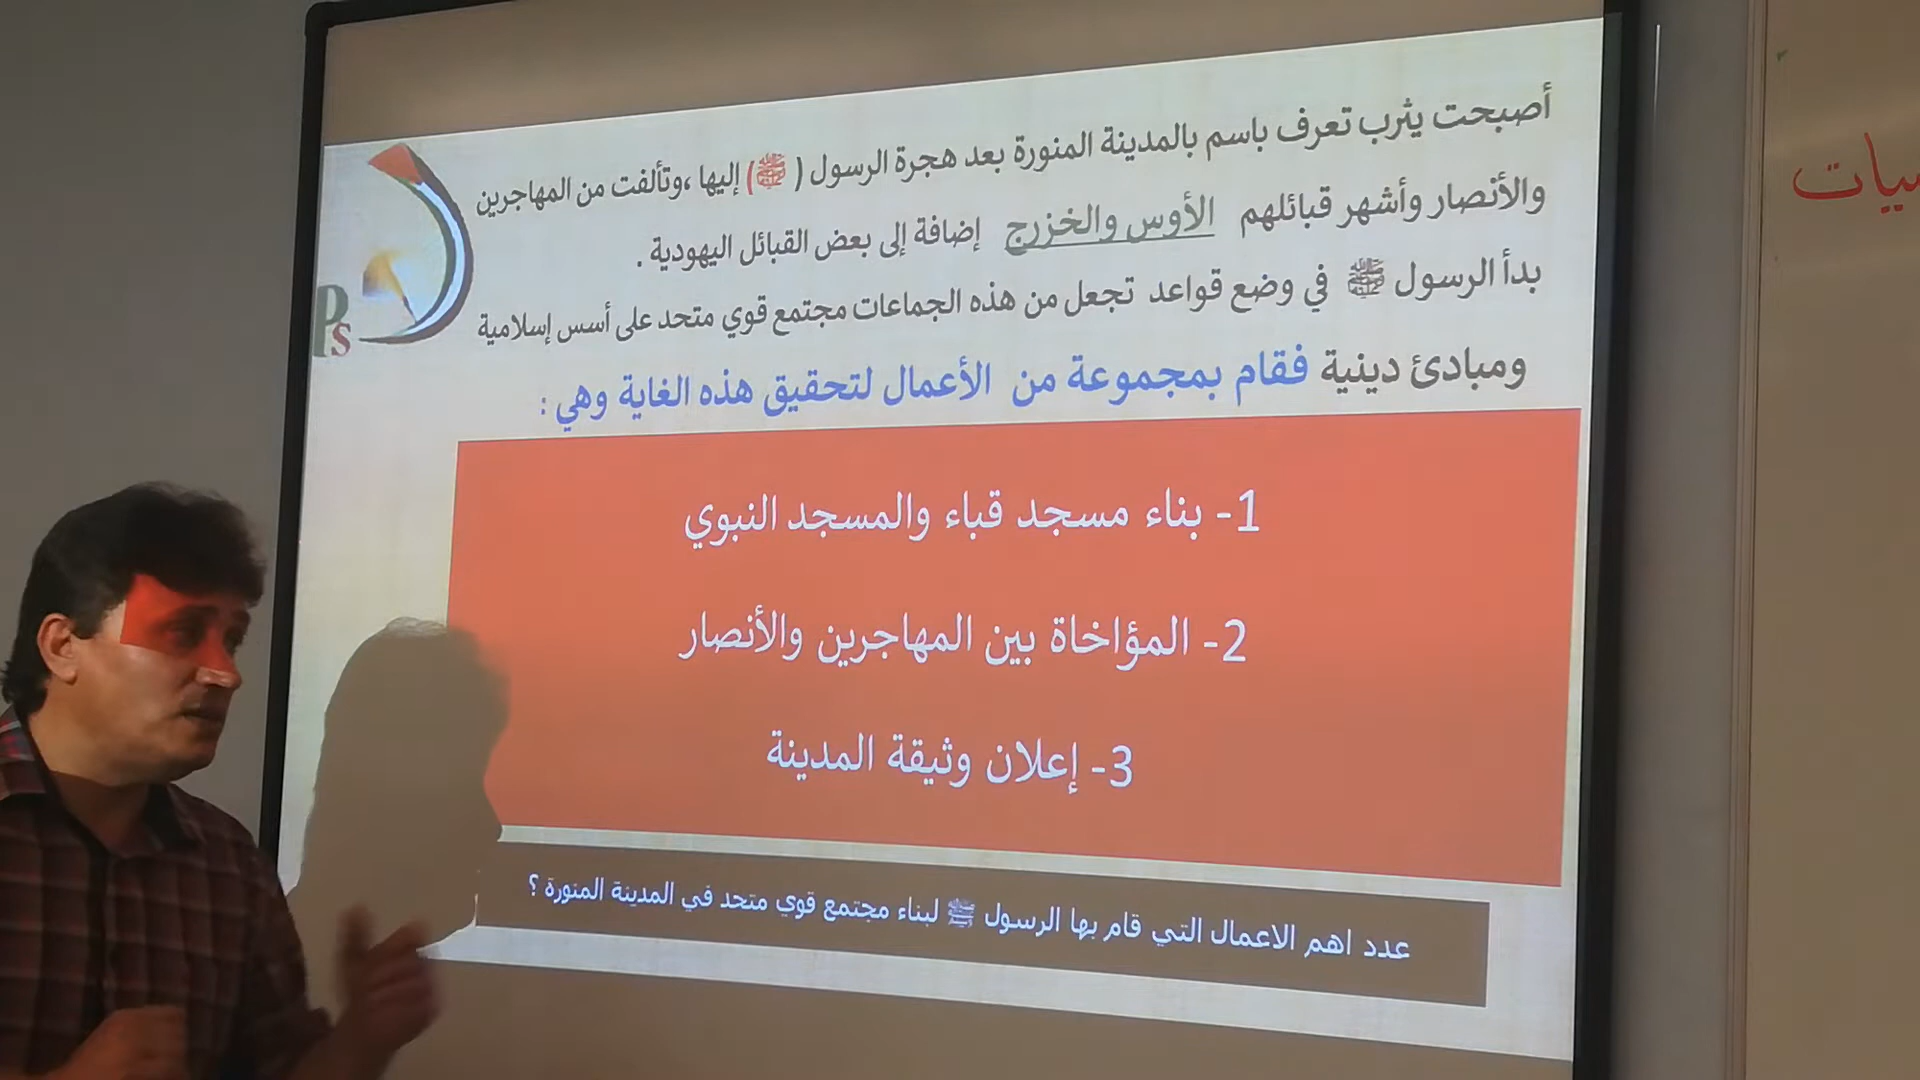 أصبحت يثرب تعرف باسم بالمدينة المنورة بعد هجرة الرسول ( ﷺ) إليها ،وتألفت من المهاجرين
والأنصار وأشهر قبائلهم الأوس والخزرج إضافة إلى بعض القبائل اليهودية .
بدأ الرسول ﷺ في وضع قواعد تجعل من هذه الجماعات مجتمع قوي متحد على أسس إسلامية
ومبادئ دينية فقام بمجموعة من الأعمال لتحقيق هذه الغاية وهي :
1- بناء مسجد قباء والمسجد النبوي
2- المؤاخاة بين المهاجرين والأنصار
3- إعلان وثيقة المدينة
عدد اهم الاعمال التي قام بها الرسول ﷺ لبناء مجتمع قوي متحد في المدينة المنورة ؟
Ps